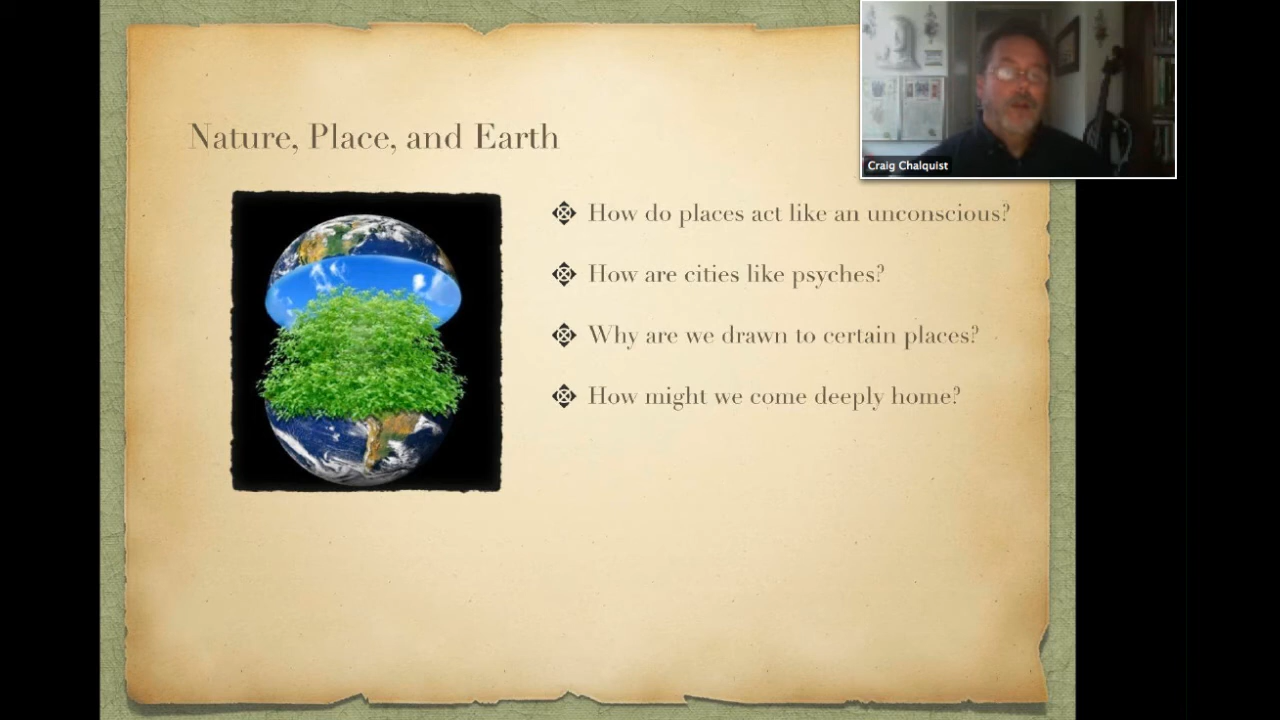 Nature, Place, and Earth
Craig Chalquist
How do places act like an unconscious?
How are cities like psyches?
Why are we drawn to certain places?
How might we come deeply home?